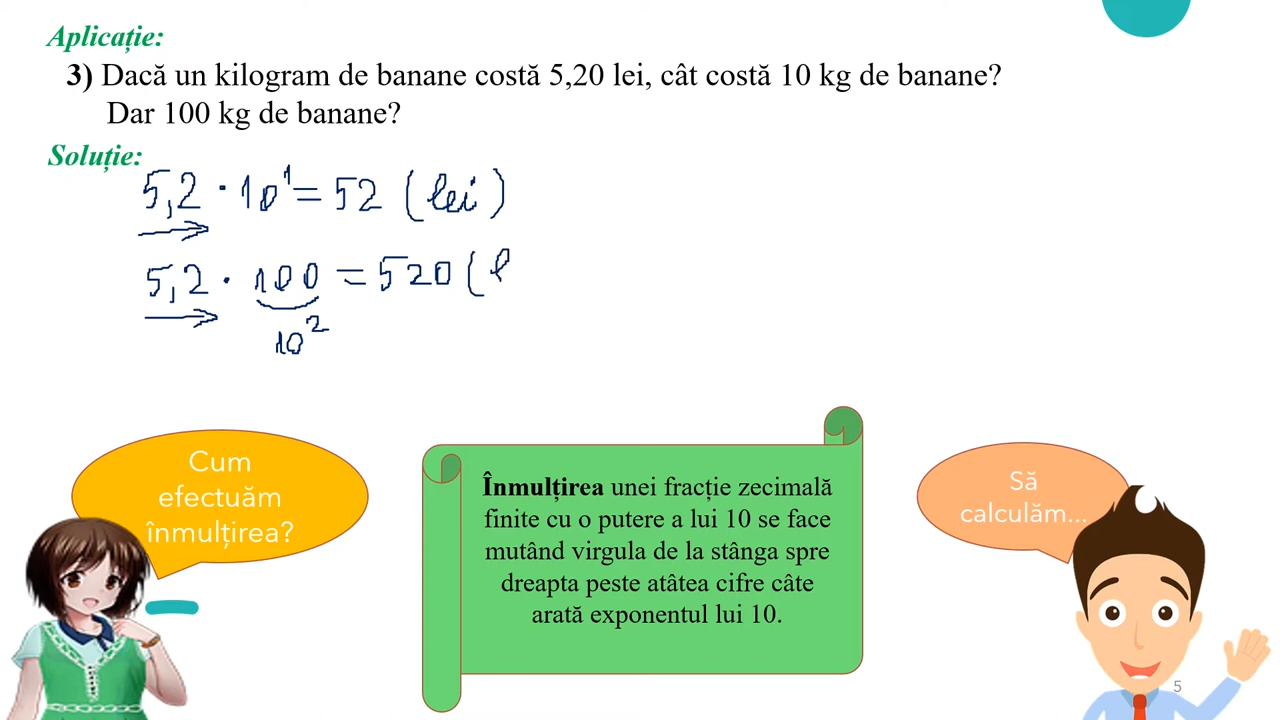 Aplicație:
3) Dacă un kilogram de banane costă 5,20 lei, cât costă 10 kg de banane?
Dar 100 kg de banane?
Soluție:
5,2 · 10¹ = 52 (lei)
5,2 · 100 = 520 (l
10²
Cum
efectuăm
înmulțirea?
Înmulțirea unei fracție zecimală
finite cu o putere a lui 10 se face
mutând virgula de la stânga spre
dreapta peste atâtea cifre câte
arată exponentul lui 10.
Să
calculăm...
5